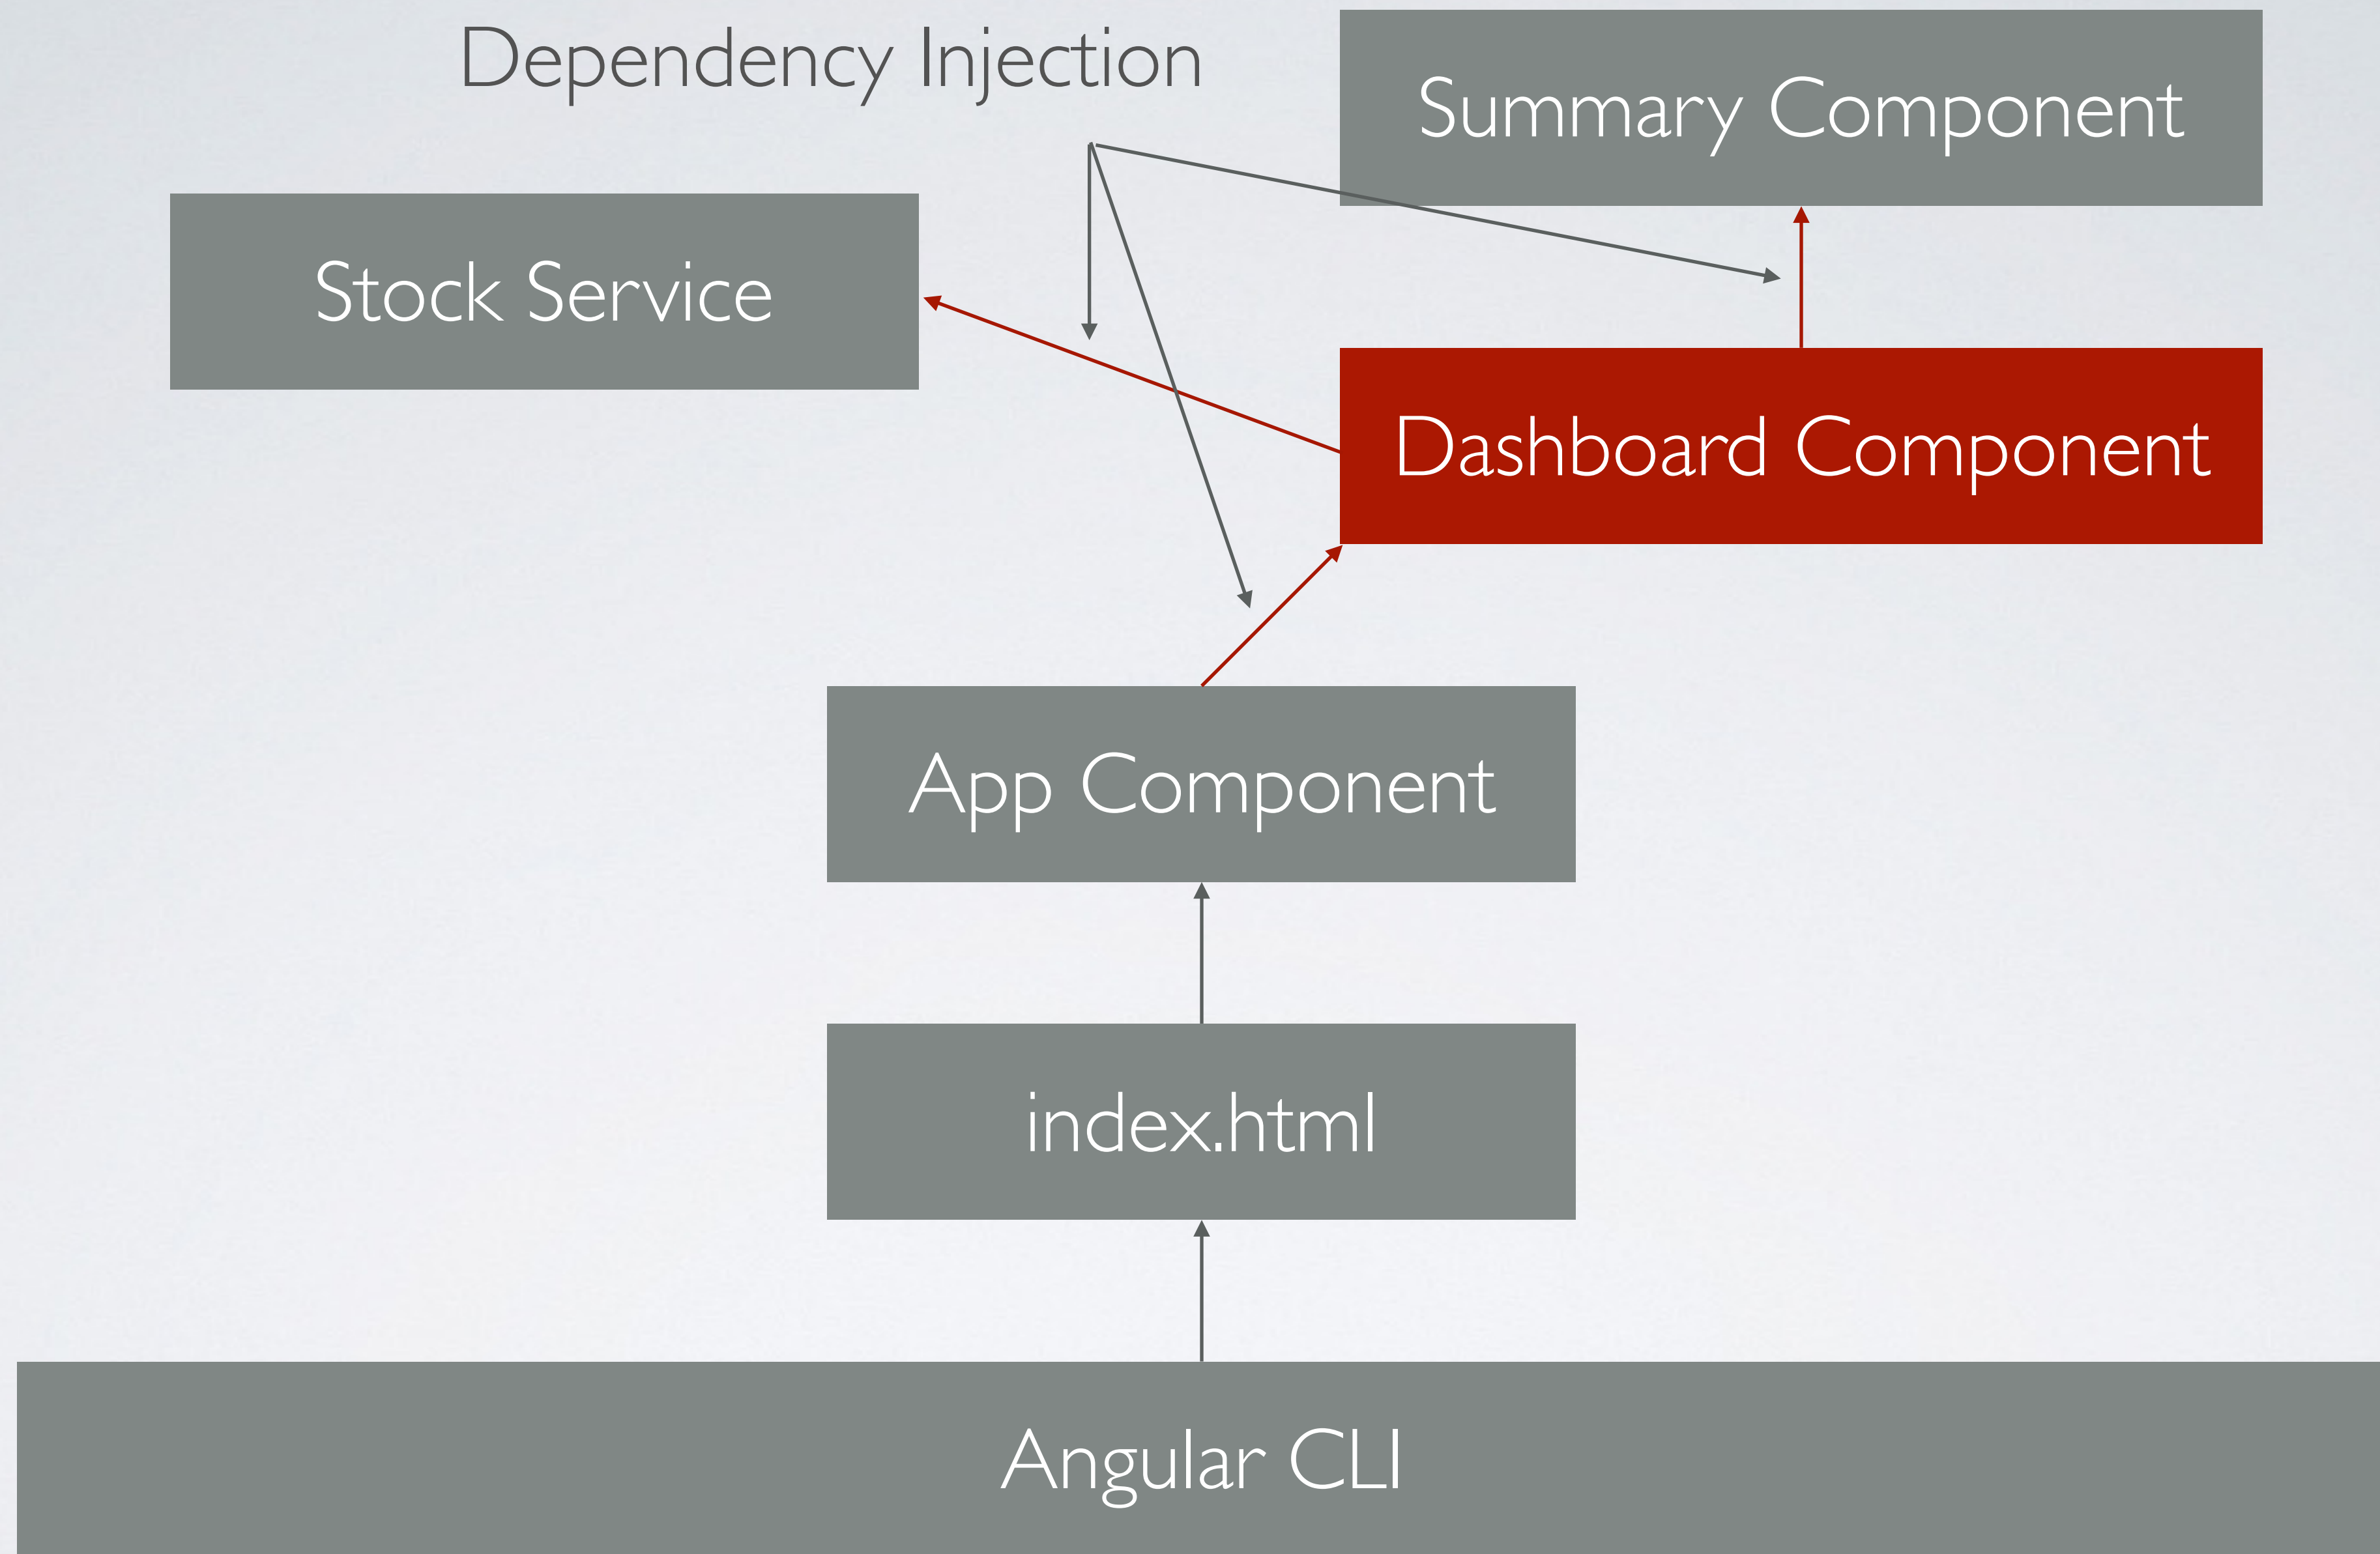 Dependency Injection
Summary Component
Stock Service
Dashboard Component
App Component
index.html
Angular CLI